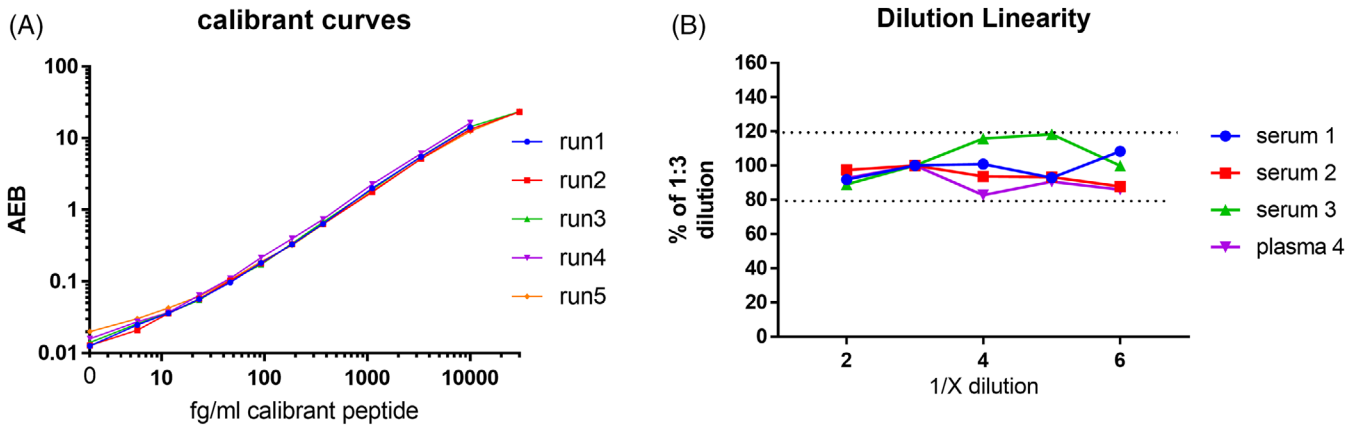 (A)
calibrant curves
100
10
1
0.1
0.01
AEB
0
10
100
1000
10000
fg/ml calibrant peptide
run1
run2
run3
run4
run5
(B)
Dilution Linearity
160
140
120
100
80
60
40
20
0
% of 1:3
dilution
2
4
6
1/X dilution
serum 1
serum 2
serum 3
plasma 4